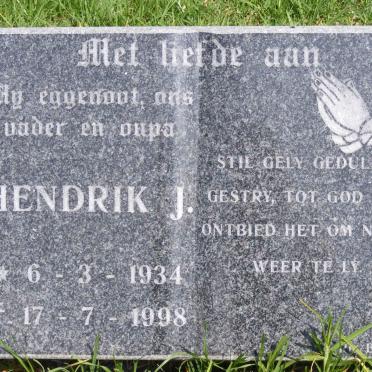 Met liefde aan
My eggenoot, ons
vader en oupa
HENDRIK J.
* 6 - 3 - 1934
17 - 7 - 1998
STIL GELY GEDUL
GESTRY, TOT GOD
ONTBIED HET OM N
WEER TE LY